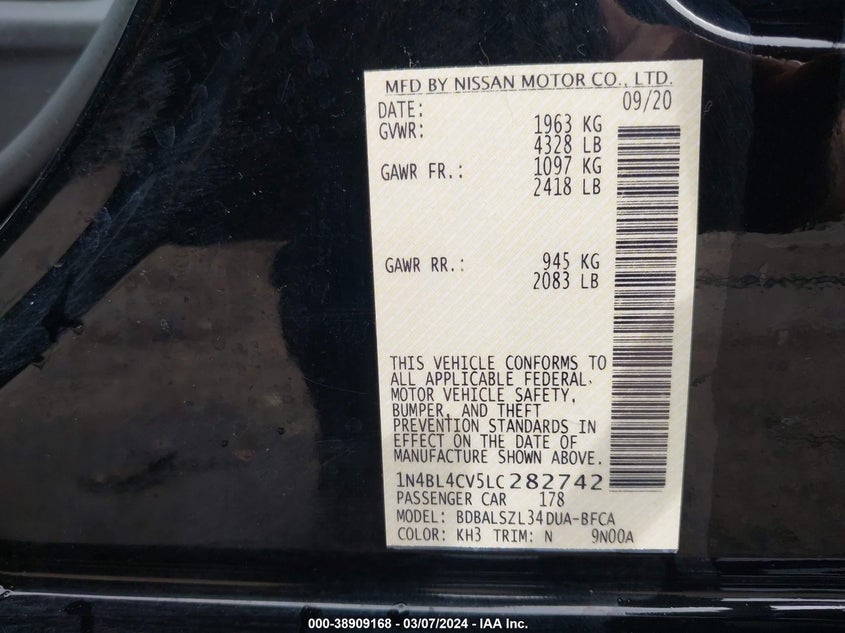 MFD BY NISSAN MOTOR CO., LTD.
DATE: 09/20
GVWR: 1963 KG
4328 LB
GAWR FR.: 1097 KG
2418 LB
GAWR RR.: 945 KG
2083 LB
THIS VEHICLE CONFORMS TO
ALL APPLICABLE FEDERAL
MOTOR VEHICLE SAFETY,
BUMPER, AND THEFT
PREVENTION STANDARDS IN
EFFECT ON THE DATE OF
MANUFACTURE SHOWN ABOVE.
1N4BL4CV5LC282742
PASSENGER CAR 178
MODEL: BDBALSZL34DUA-BFCA
COLOR: KH3 TRIM: N 9N00A
000-38909168 - 03/07/2024 - IAA Inc.